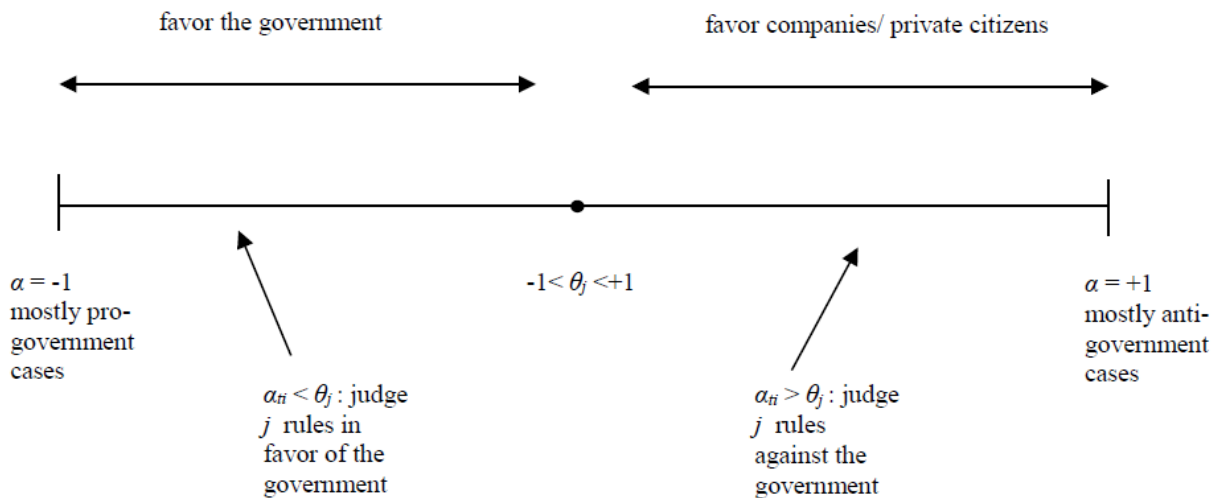 favor the government
favor companies/ private citizens
α = -1
mostly pro-
government
cases
-1< θj <+1
α = +1
mostly anti-
government
cases
αti < θj : judge
j rules in
favor of the
government
αti > θj : judge
j rules
against the
government